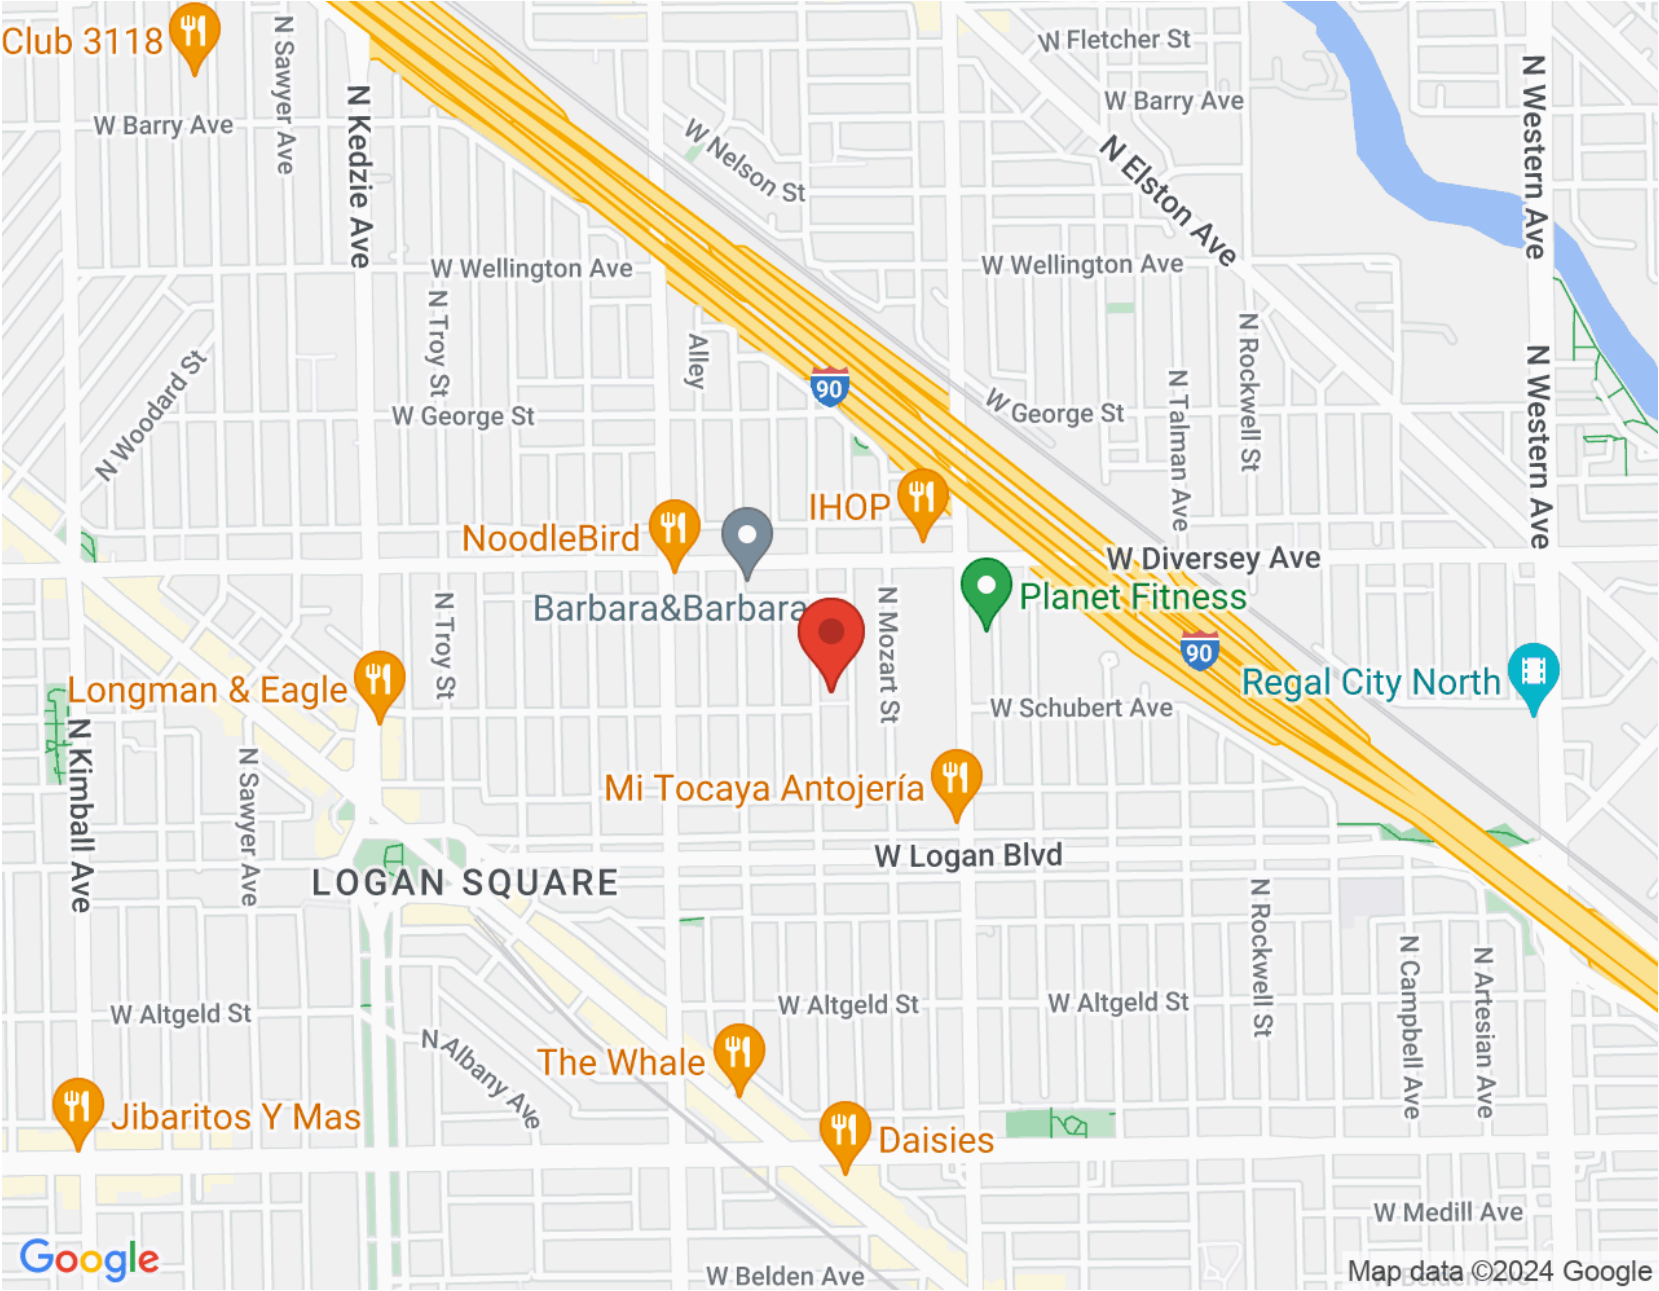 Club 3118
N Sawyer Ave
W Fletcher St
W Barry Ave
N Western Ave
N Kedzie Ave
W Barry Ave
W Nelson St
N Elston Ave
W Wellington Ave
W Wellington Ave
N Troy St
Alley
N Rockwell St
N Woodard St
90
W George St
W George St
N Talman Ave
N Western Ave
IHOP
NoodleBird
W Diversey Ave
Barbara&Barbara
Planet Fitness
N Troy St
N Mozart St
90
Longman & Eagle
Regal City North
W Schubert Ave
N Kimball Ave
N Sawyer Ave
Mi Tocaya Antojería
W Logan Blvd
LOGAN SQUARE
N Rockwell St
N Campbell Ave
N Artesian Ave
W Altgeld St
W Altgeld St
W Altgeld St
N Albany Ave
The Whale
Jibaritos Y Mas
Daisies
W Medill Ave
Google
W Belden Ave
Map data ©2024 Google